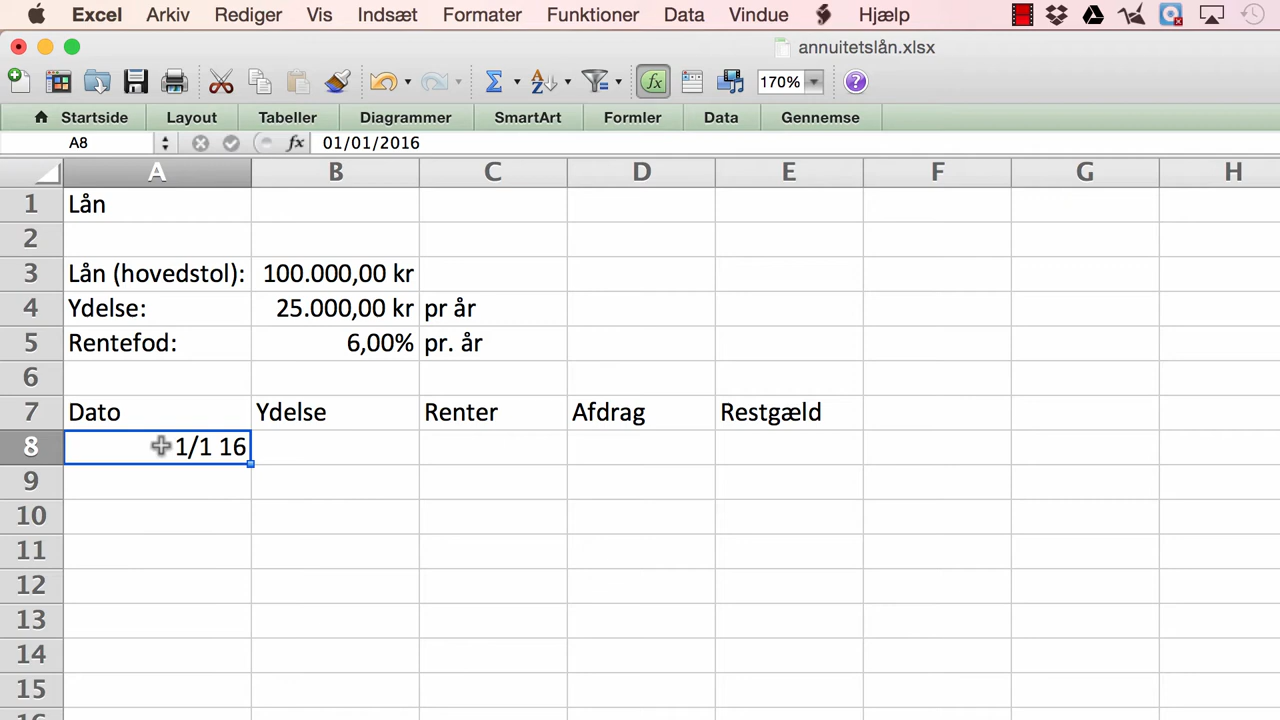 Excel Arkiv Rediger Vis Indsæt Formater Funktioner Data Vindue Hjælp
annuitetslån.xlsx
170%
Startside Layout Tabeller Diagrammer SmartArt Formler Data Gennemse
A8 fx 01/01/2016
A B C D E F G H
1 Lån
2
3 Lån (hovedstol): 100.000,00 kr
4 Ydelse: 25.000,00 kr pr år
5 Rentefod: 6,00% pr. år
6
7 Dato Ydelse Renter Afdrag Restgæld
8 1/1 16
9
10
11
12
13
14
15
16